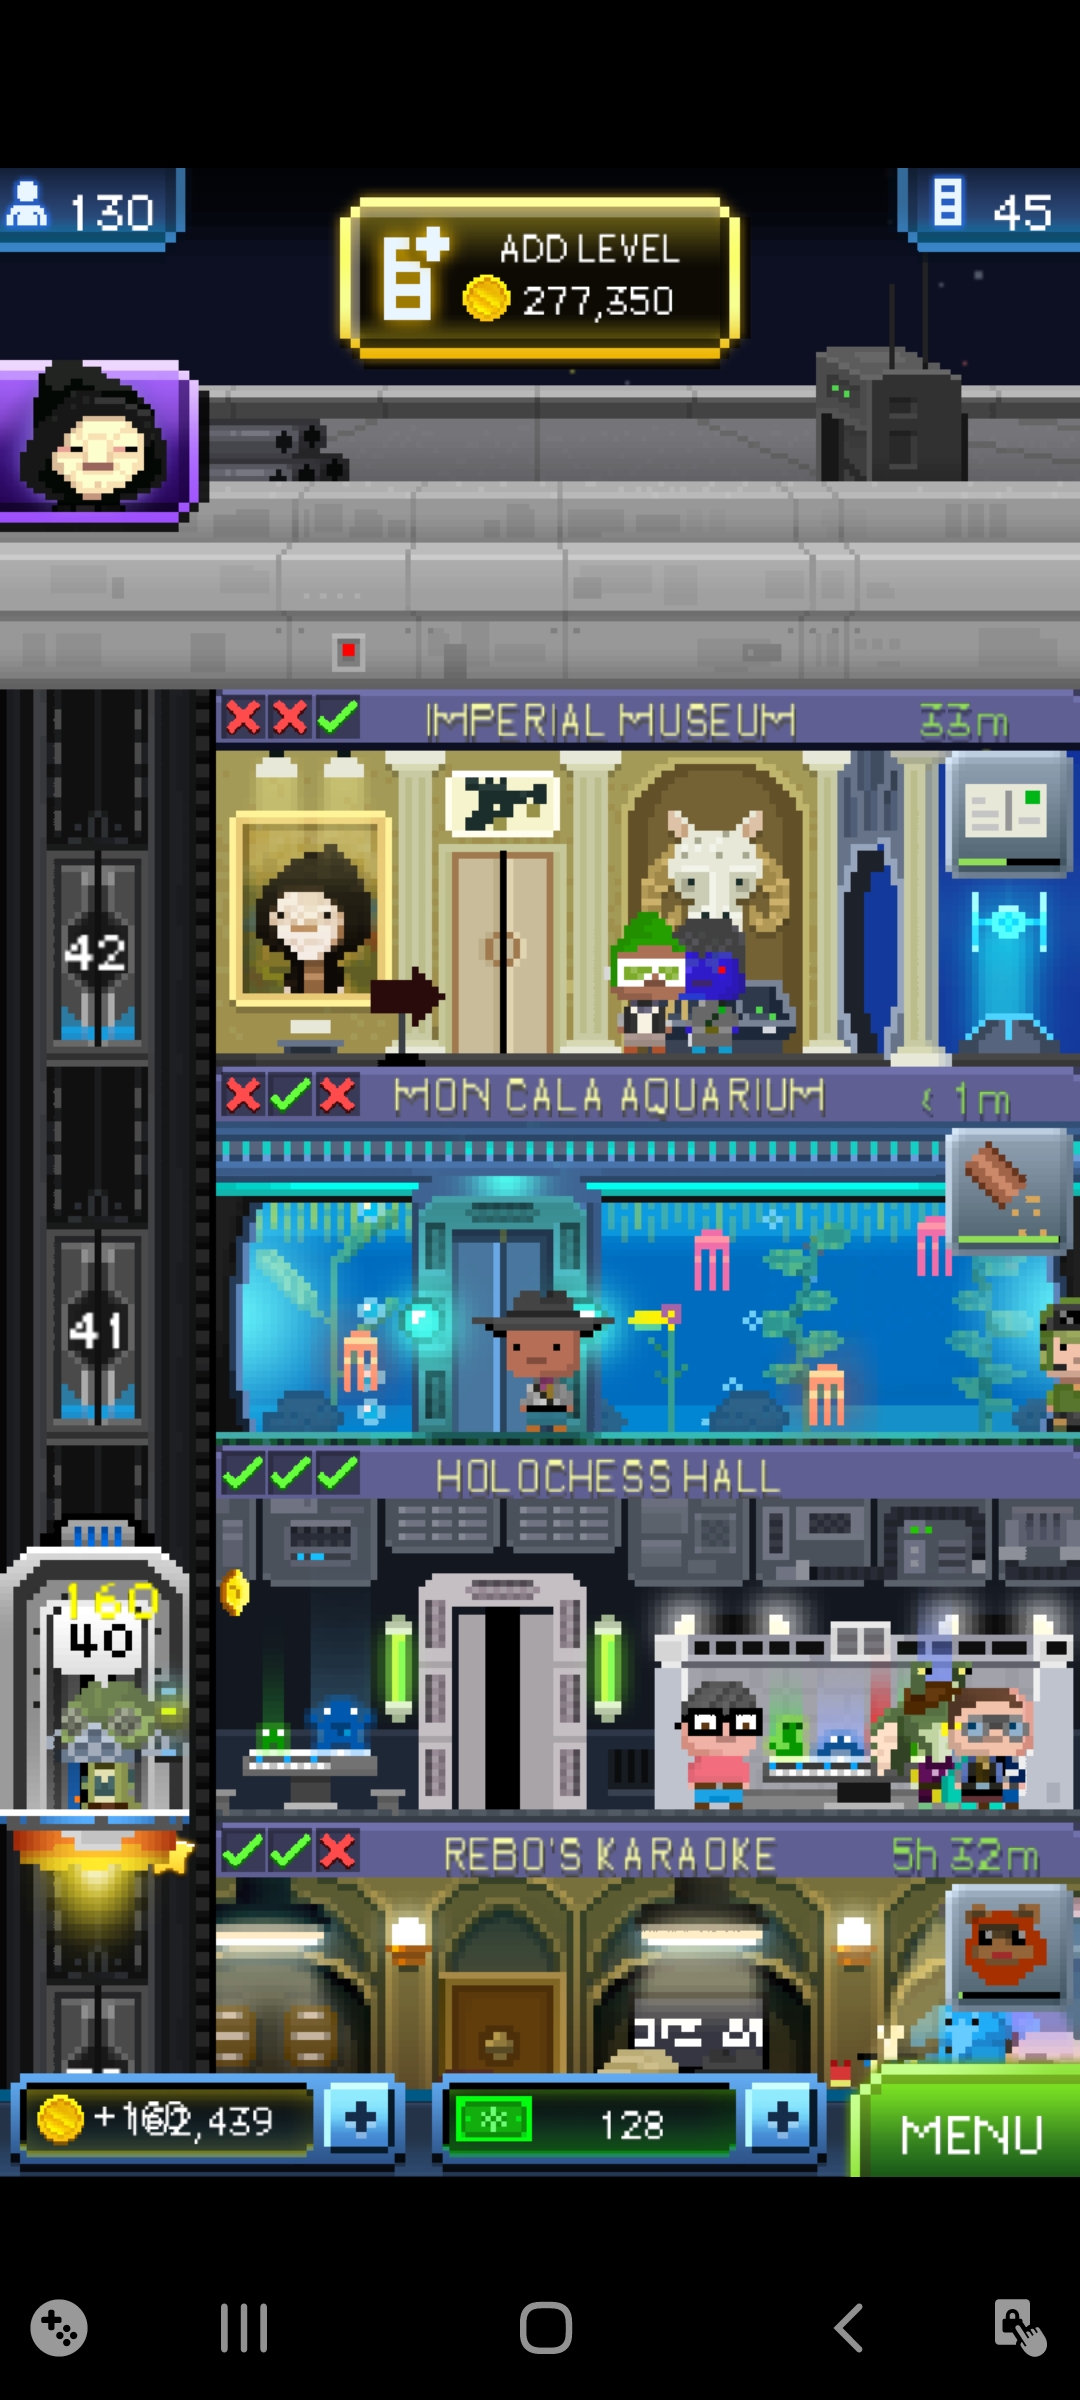 130
ADD LEVEL
277,350
45
IMPERIAL MUSEUM
33m
42
MON CALA AQUARIUM
< 1m
41
HOLOCHESS HALL
160
40
REBO'S KARAOKE
5h 32m
128
MENU